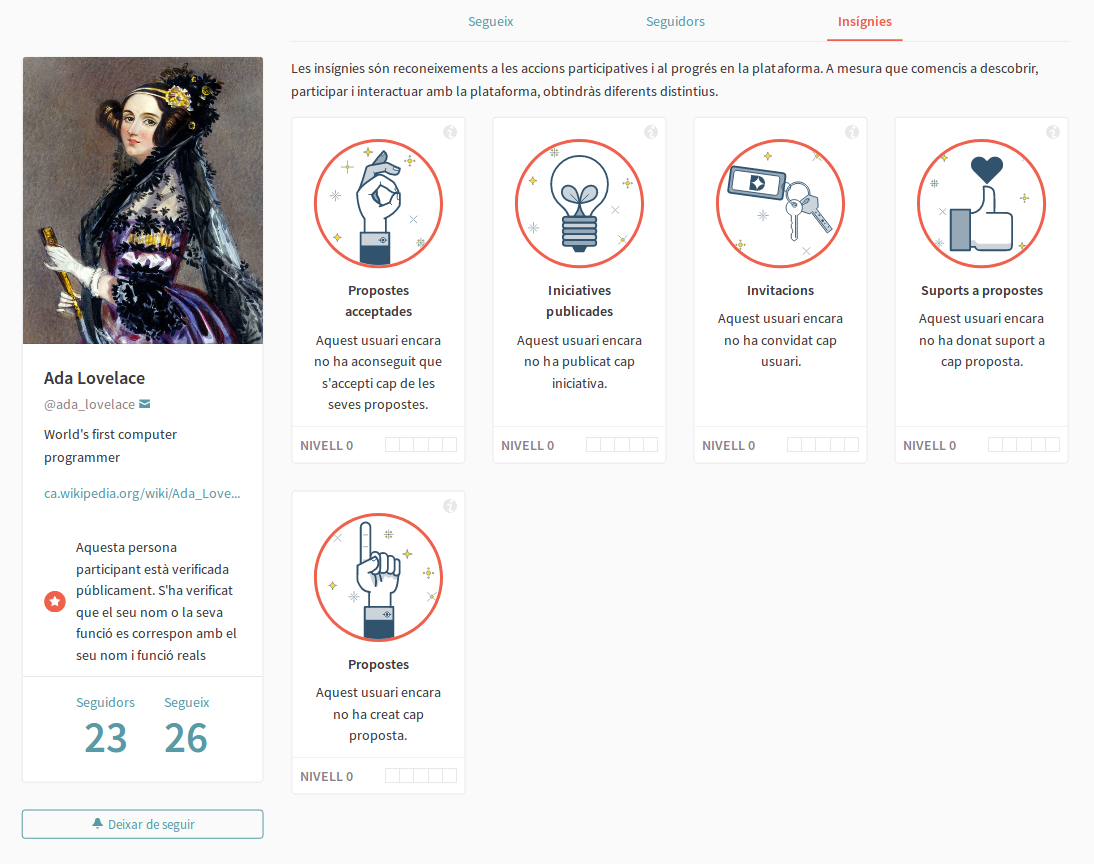 Segueix
Seguidors
Insígnies
Les insígnies són reconeixements a les accions participatives i al progrés en la plataforma. A mesura que comencis a descobrir,
participar i interactuar amb la plataforma, obtindràs diferents distintius.
Ada Lovelace
@ada_lovelace
World's first computer
programmer
ca.wikipedia.org/wiki/Ada_Love...
Aquesta persona
participant està verificada
públicament. S'ha verificat
que el seu nom o la seva
funció es correspon amb el
seu nom i funció reals
Seguidors
Segueix
23
26
Deixar de seguir
Propostes
acceptades
Aquest usuari encara
no ha aconseguit que
s'accepti cap de les
seves propostes.
NIVELL 0
Iniciatives
publicades
Aquest usuari encara
no ha publicat cap
iniciativa.
NIVELL 0
Invitacions
Aquest usuari encara
no ha convidat cap
usuari.
NIVELL 0
Suports a propostes
Aquest usuari encara
no ha donat suport a
cap proposta.
NIVELL 0
Propostes
Aquest usuari encara
no ha creat cap
proposta.
NIVELL 0